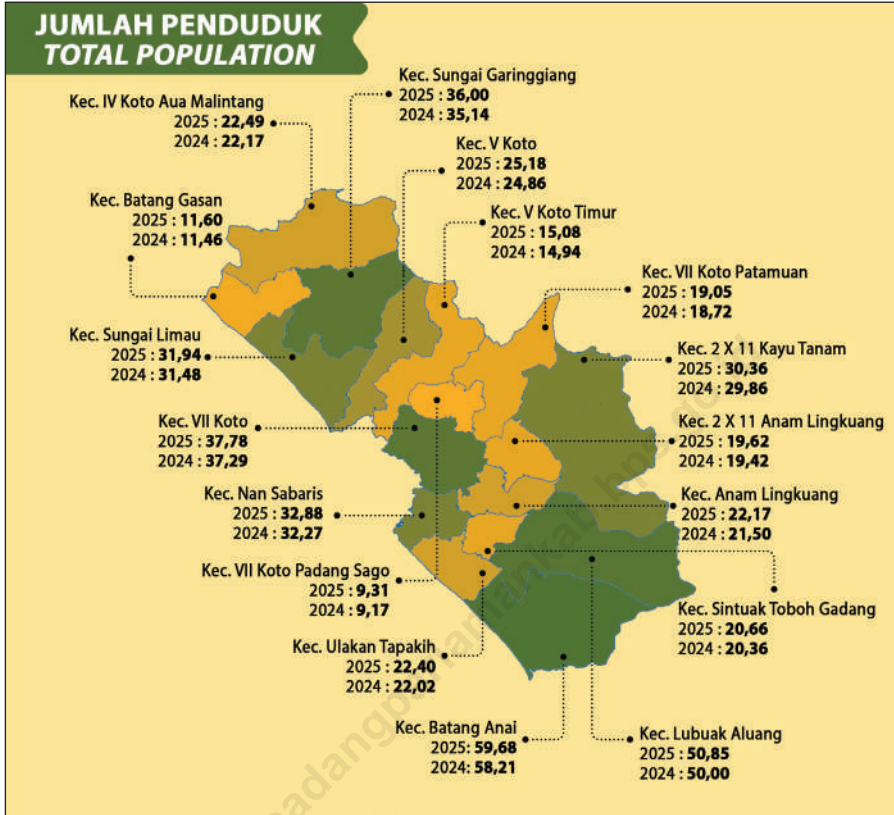 JUMLAH PENDUDUK
TOTAL POPULATION
Kec. Sungai Garinggiang
2025 : 36,00
2024 : 35,14
Kec. IV Koto Aua Malintang
2025 : 22,49
2024 : 22,17
Kec. V Koto
2025 : 25,18
2024 : 24,86
Kec. Batang Gasan
2025 : 11,60
2024 : 11,46
Kec. V Koto Timur
2025 : 15,08
2024 : 14,94
Kec. VII Koto Patamuan
2025 : 19,05
2024 : 18,72
Kec. Sungai Limau
2025 : 31,94
2024 : 31,48
Kec. 2 X 11 Kayu Tanam
2025 : 30,36
2024 : 29,86
Kec. VII Koto
2025 : 37,78
2024 : 37,29
Kec. 2 X 11 Anam Lingkuang
2025 : 19,62
2024 : 19,42
Kec. Nan Sabaris
2025 : 32,88
2024 : 32,27
Kec. Anam Lingkuang
2025 : 22,17
2024 : 21,50
Kec. VII Koto Padang Sago
2025 : 9,31
2024 : 9,17
Kec. Sintuak Toboh Gadang
2025 : 20,66
2024 : 20,36
Kec. Ulakan Tapakih
2025 : 22,40
2024 : 22,02
Kec. Batang Anai
2025: 59,68
2024: 58,21
Kec. Lubuak Aluang
2025 : 50,85
2024 : 50,00